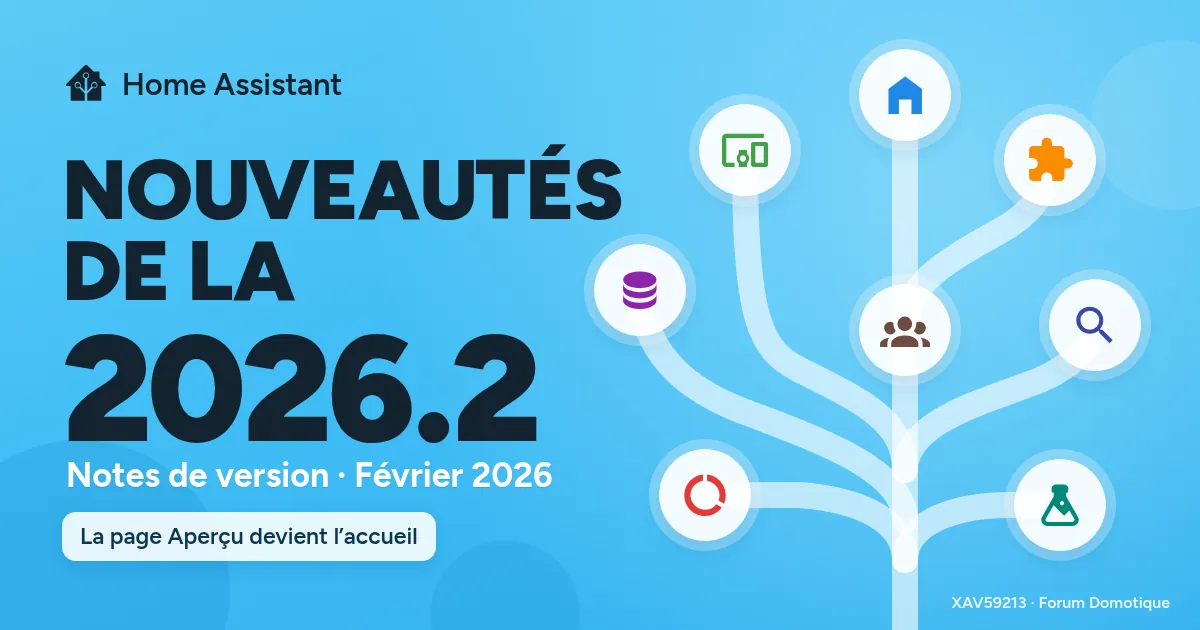 Home Assistant
NOUVEAUTÉS
DE LA
2026.2
Notes de version · Février 2026
La page Aperçu devient l’accueil
XAV59213 · Forum Domotique